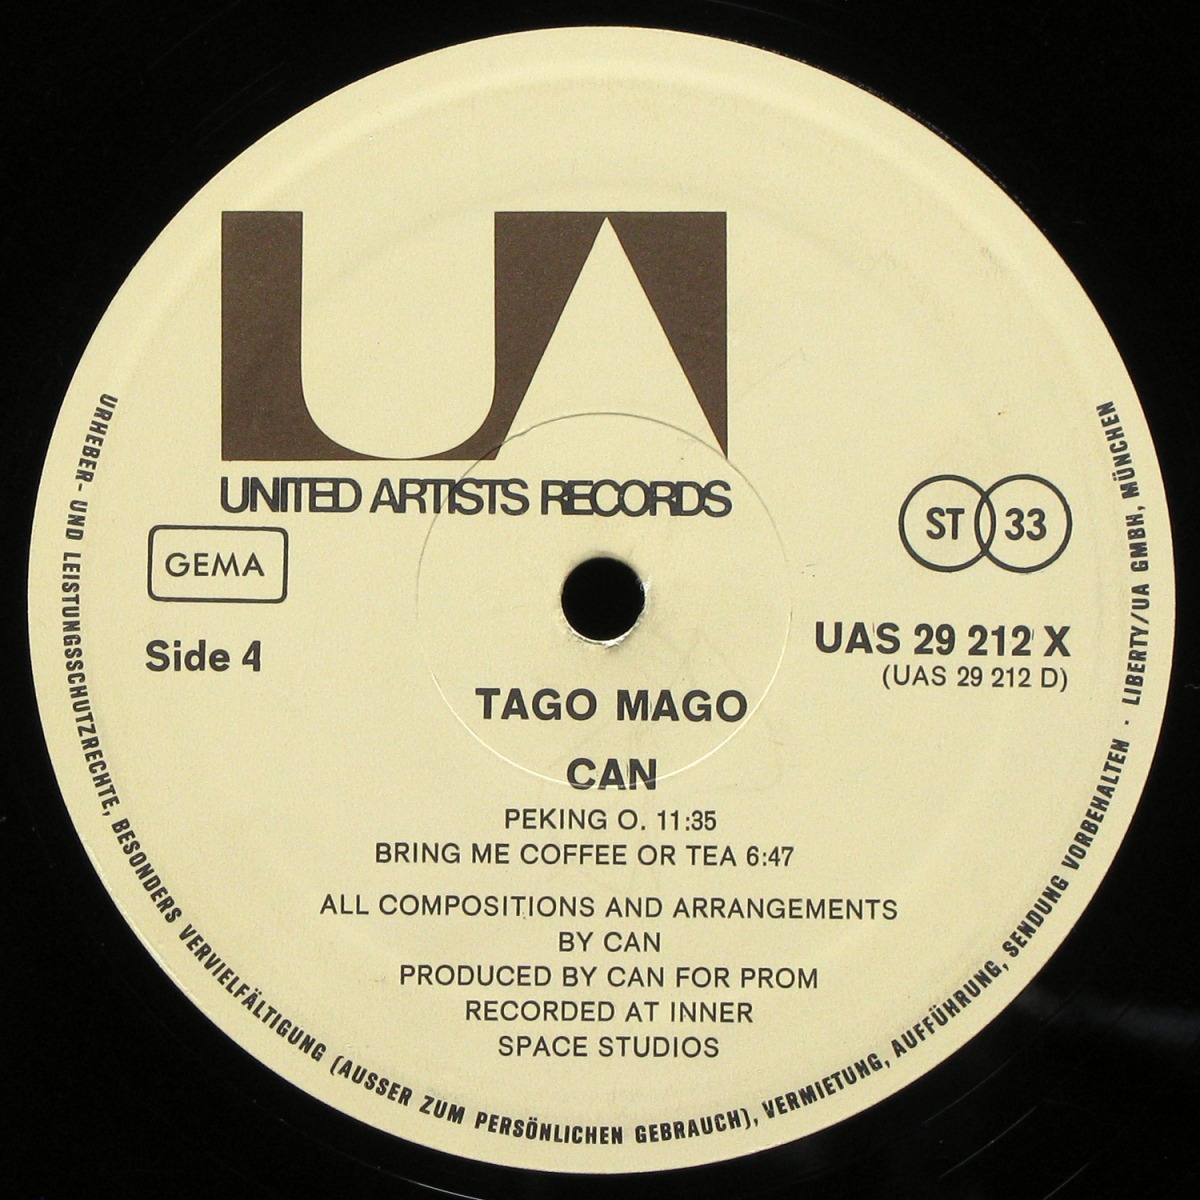 UA
UNITED ARTISTS RECORDS
GEMA
ST 33
Side 4
UAS 29 212 X
(UAS 29 212 D)
TAGO MAGO
CAN
PEKING O. 11:35
BRING ME COFFEE OR TEA 6:47
ALL COMPOSITIONS AND ARRANGEMENTS
BY CAN
PRODUCED BY CAN FOR PROM
RECORDED AT INNER
SPACE STUDIOS
URHEBER- UND LEISTUNGSSCHUTZRECHTE, BESONDERS VERVIELFÄLTIGUNG (AUSSER ZUM PERSÖNLICHEN GEBRAUCH), VERMIETUNG, AUFFÜHRUNG, SENDUNG VORBEHALTEN · LIBERTY/UA GMBH, MÜNCHEN